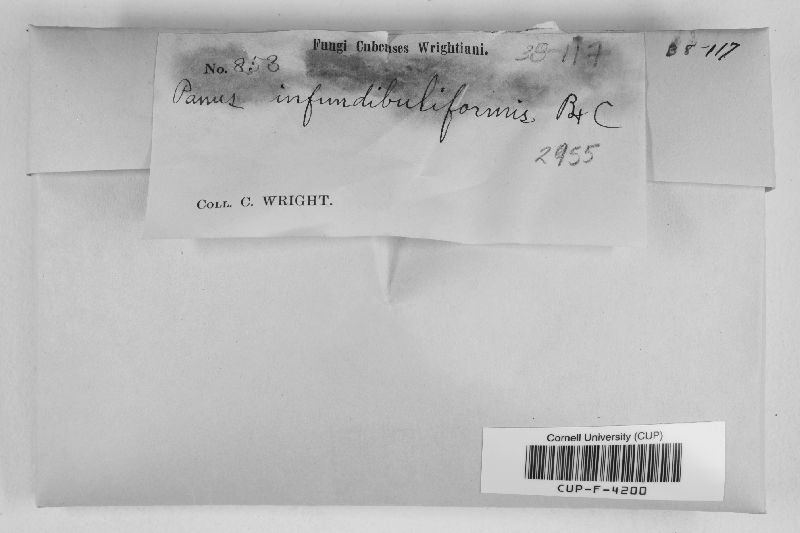 Fungi Cubenses Wrightiani.
No. 858
38-117
B8-117
Panus infundibuliformis, B & C
2955
Coll. C. WRIGHT.
Cornell University (CUP)
CUP-F-4200